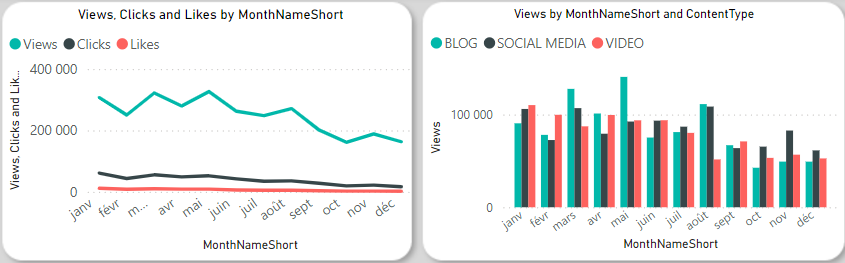 Views, Clicks and Likes by MonthNameShort
Views Clicks Likes
Views, Clicks and Lik...
400 000
200 000
0
janv févr m... avr mai juin juil août sept oct nov déc
MonthNameShort
Views by MonthNameShort and ContentType
BLOG SOCIAL MEDIA VIDEO
Views
100 000
0
janv févr mars avr mai juin juil août sept oct nov déc
MonthNameShort